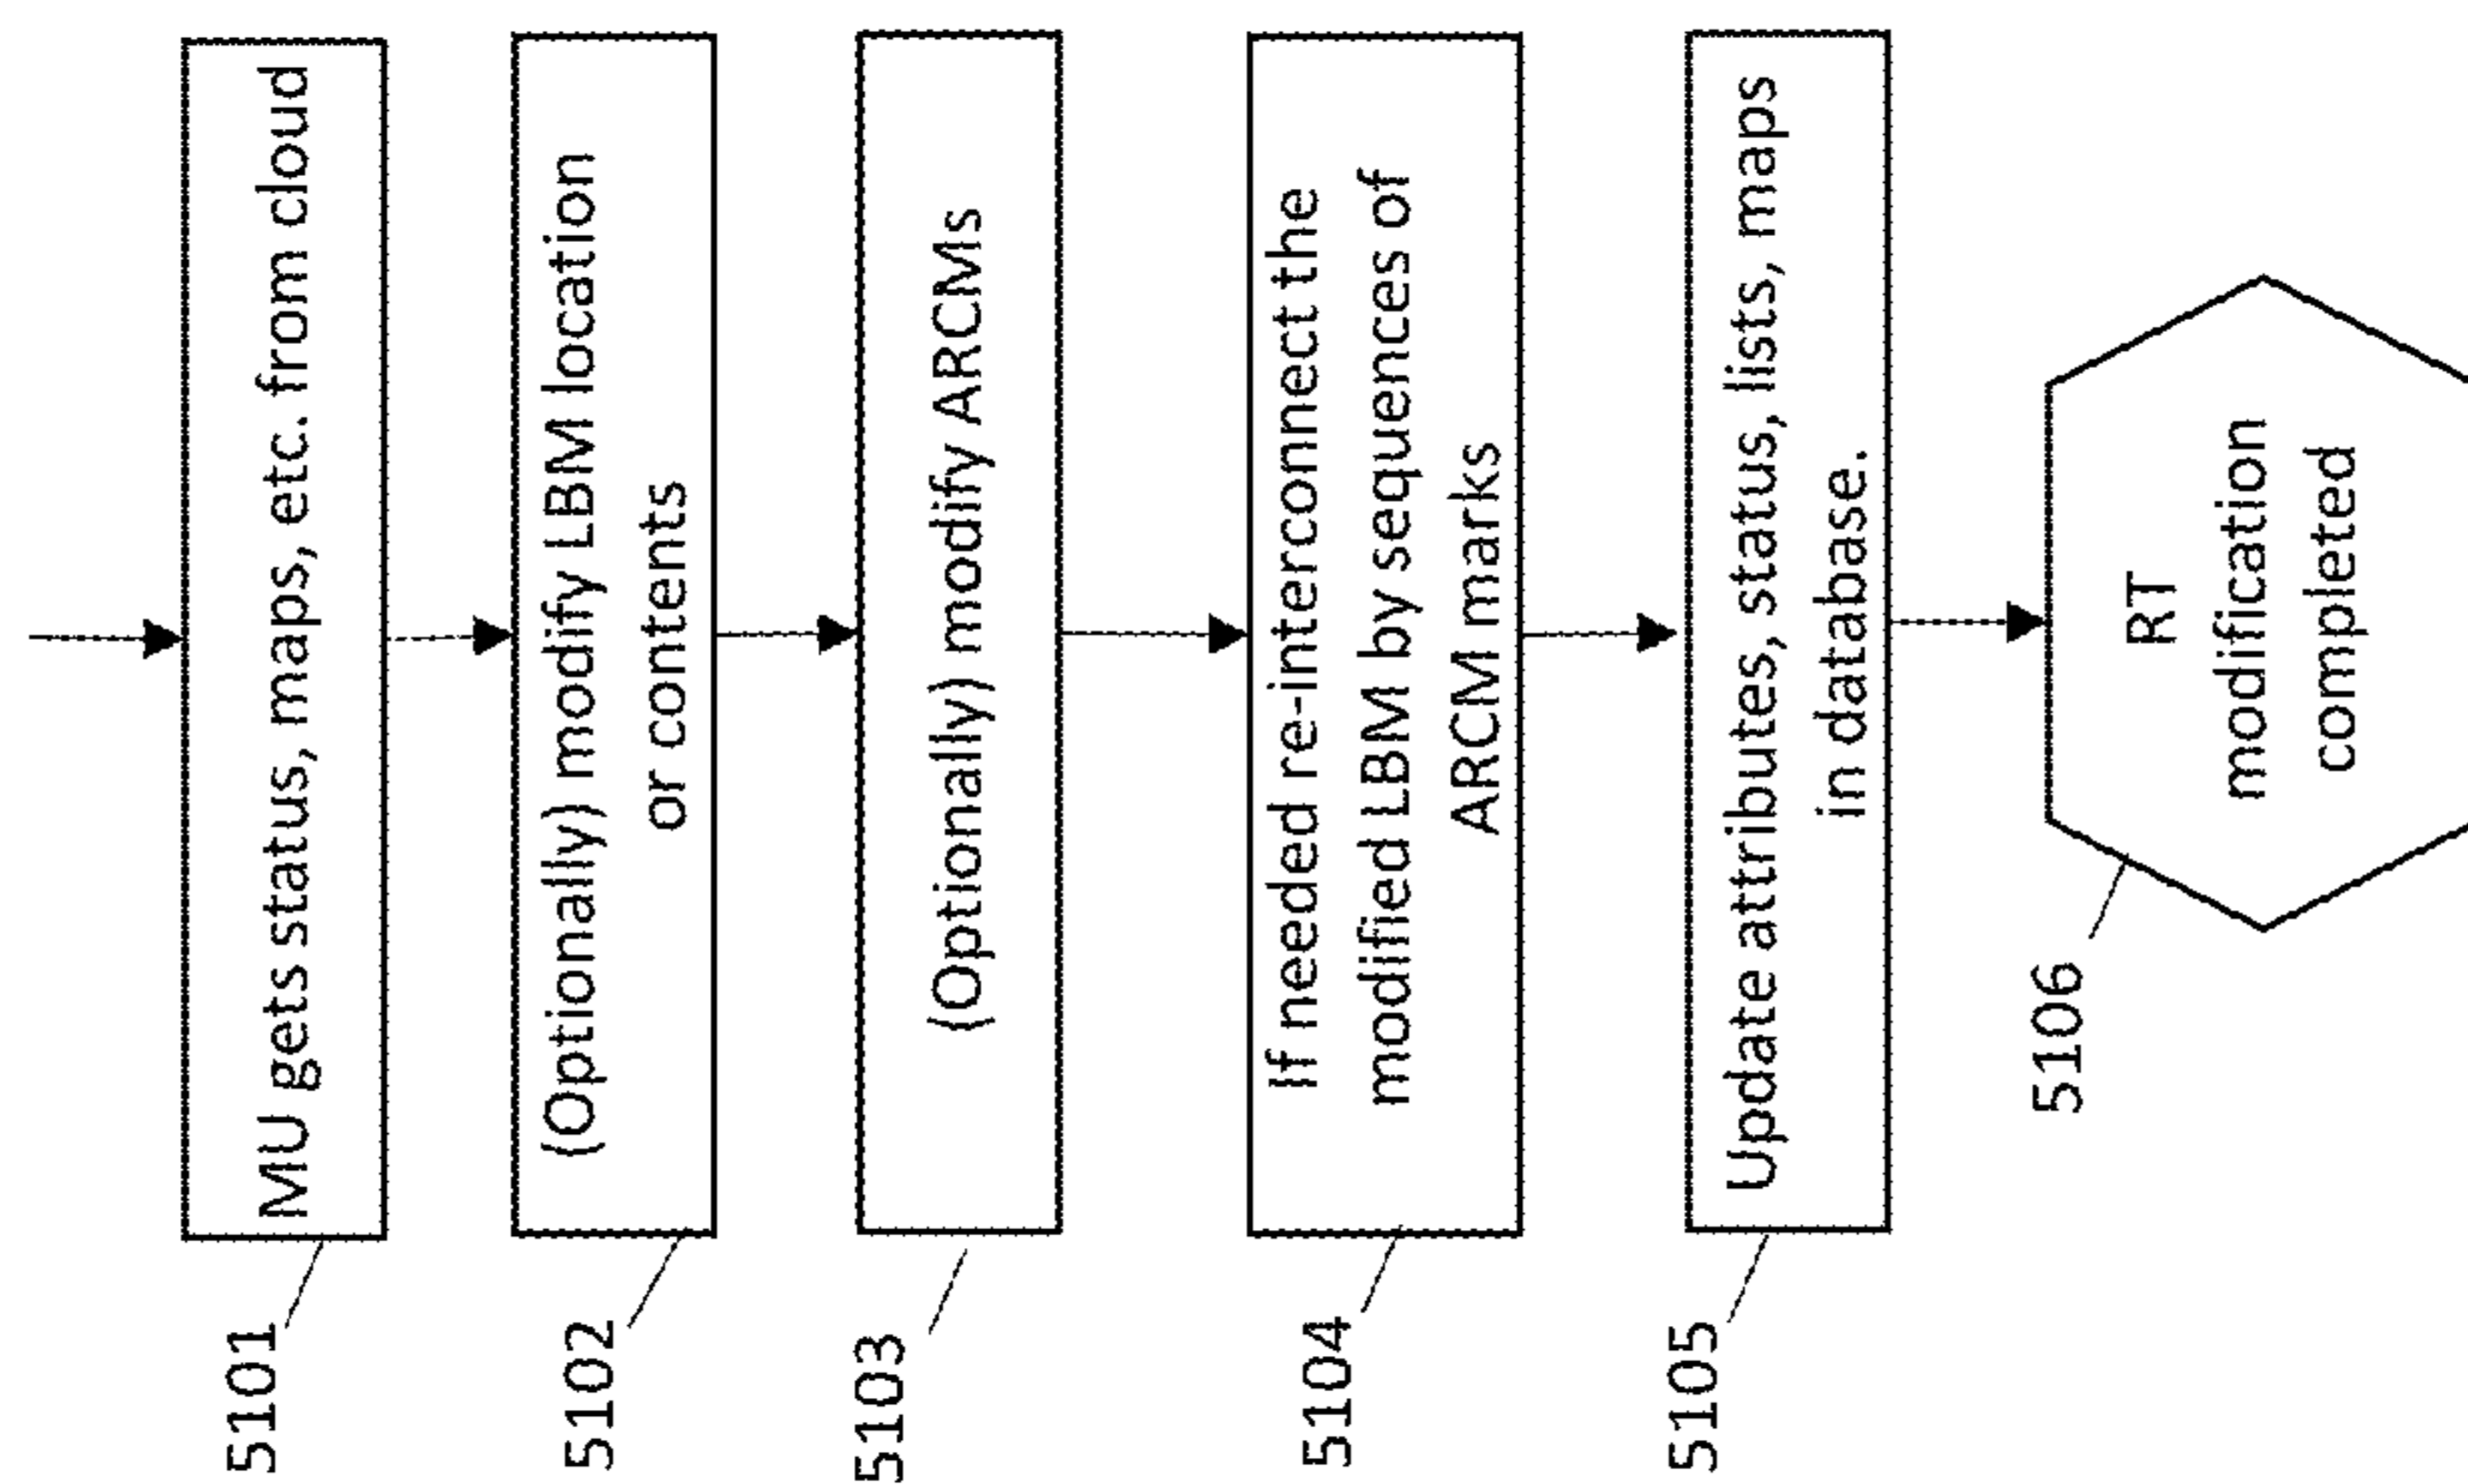 5101
MU gets status, maps, etc. from cloud
5102
(Optionally) modify LBM location
or contents
5103
(Optionally) modify ARCMs
5104
If needed re-interconnect the
modified LBM by sequences of
ARCM marks
5105
Update attributes, status, lists, maps
in database.
5106
RT
modification
completed